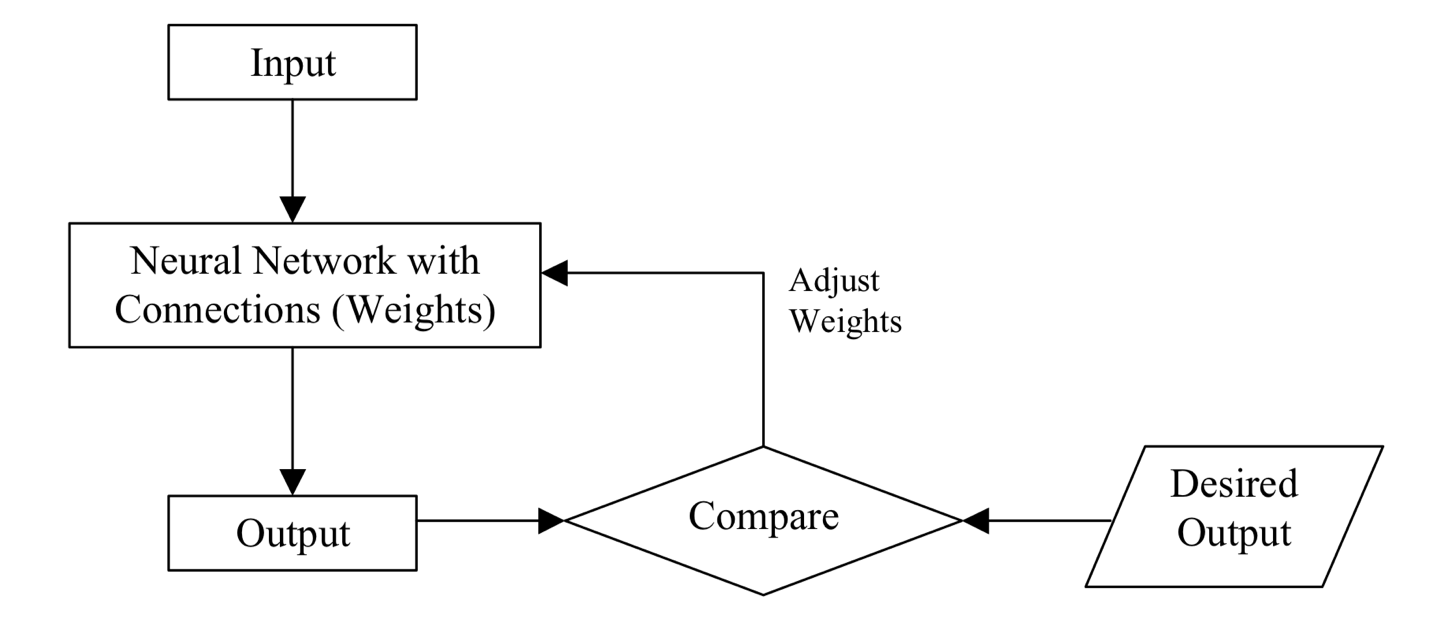 Input
Neural Network with
Connections (Weights)
Adjust
Weights
Output
Compare
Desired
Output